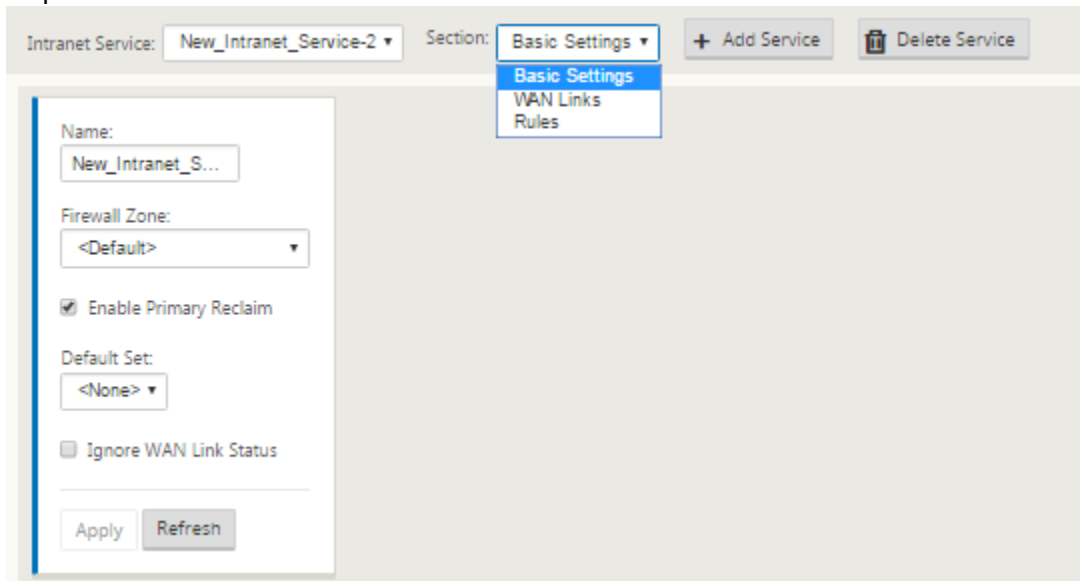 Intranet Service: New_Intranet_Service-2 ▾ Section: Basic Settings ▾ + Add Service Delete Service
Basic Settings
WAN Links
Rules
Name:
New_Intranet_S...
Firewall Zone:
<Default> ▾
Enable Primary Reclaim
Default Set:
<None> ▾
Ignore WAN Link Status
Apply Refresh